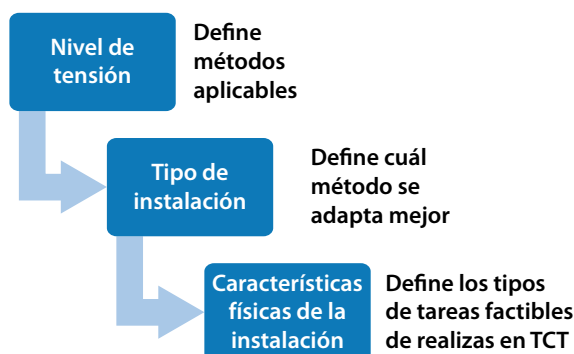 Nivel de
tensión
Define
métodos
aplicables
Tipo de
instalación
Define cuál
método se
adapta mejor
Características
físicas de la
instalación
Define los tipos
de tareas factibles
de realizas en TCT